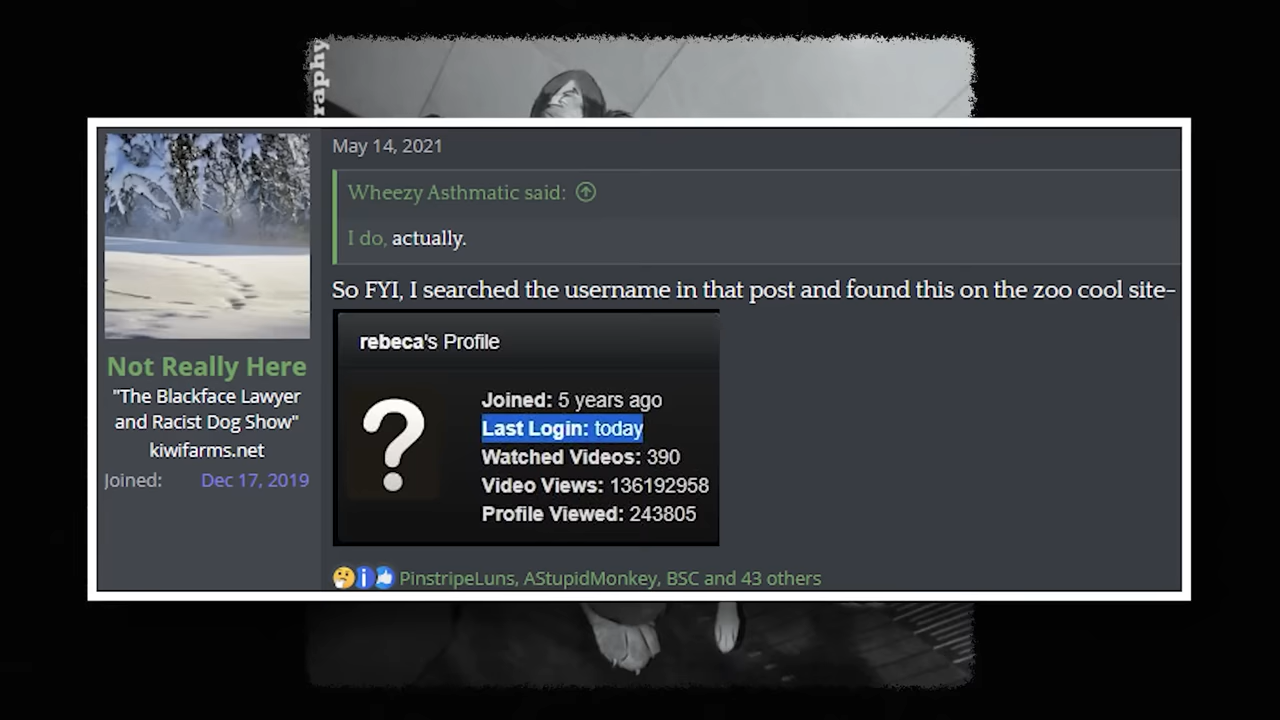 raphy
May 14, 2021
Wheezy Asthmatic said:
I do, actually.
So FYI, I searched the username in that post and found this on the zoo cool site-
rebeca's Profile
Joined: 5 years ago
Last Login: today
Watched Videos: 390
Video Views: 136192958
Profile Viewed: 243805
Not Really Here
"The Blackface Lawyer
and Racist Dog Show"
kiwifarms.net
Joined: Dec 17, 2019
PinstripeLuns, AStupidMonkey, BSC and 43 others